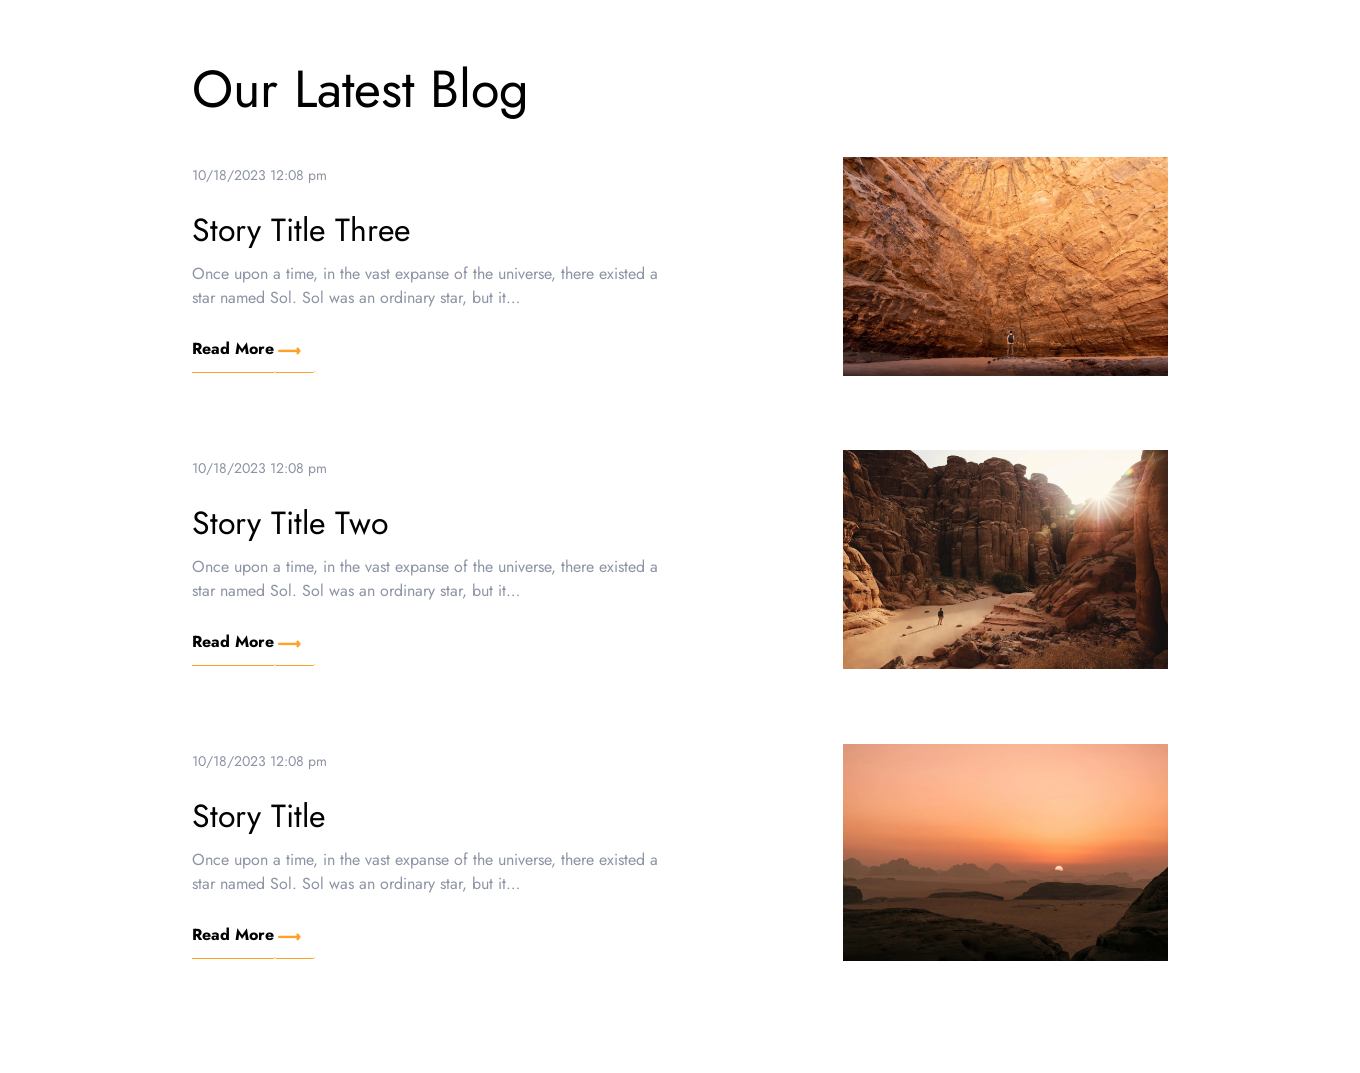 Our Latest Blog
10/18/2023 12:08 pm
Story Title Three
Once upon a time, in the vast expanse of the universe, there existed a
star named Sol. Sol was an ordinary star, but it...
Read More
10/18/2023 12:08 pm
Story Title Two
Once upon a time, in the vast expanse of the universe, there existed a
star named Sol. Sol was an ordinary star, but it...
Read More
10/18/2023 12:08 pm
Story Title
Once upon a time, in the vast expanse of the universe, there existed a
star named Sol. Sol was an ordinary star, but it...
Read More